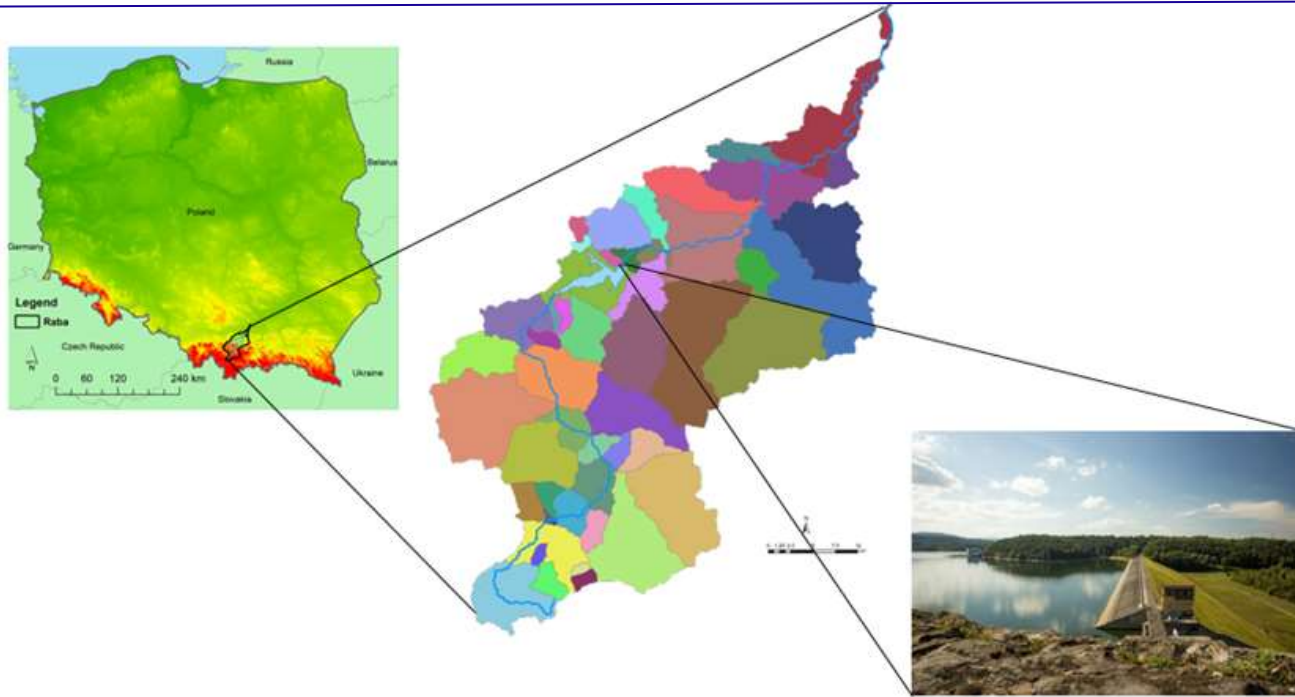 Russia
Belarus
Poland
Germany
Legend
Raba
Czech Republic
N
0 60 120 240 km
Ukraine
Slovakia
N